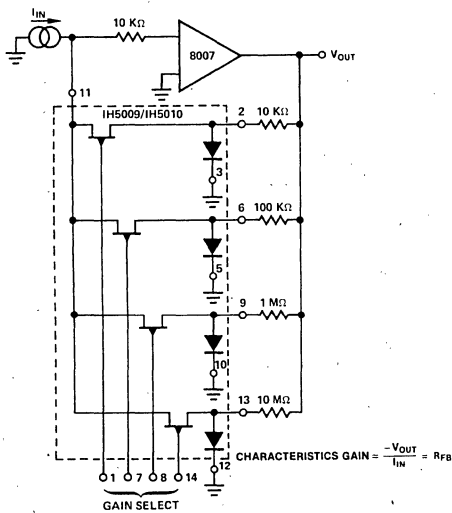 IIN
10 KΩ
8007
VOUT
11
IH5009/IH5010
2 10 KΩ
3
6 100 KΩ
5
9 1 MΩ
10
13 10 MΩ
12
CHARACTERISTICS GAIN = -VOUT / IIN = RFB
1 7 8 14
GAIN SELECT